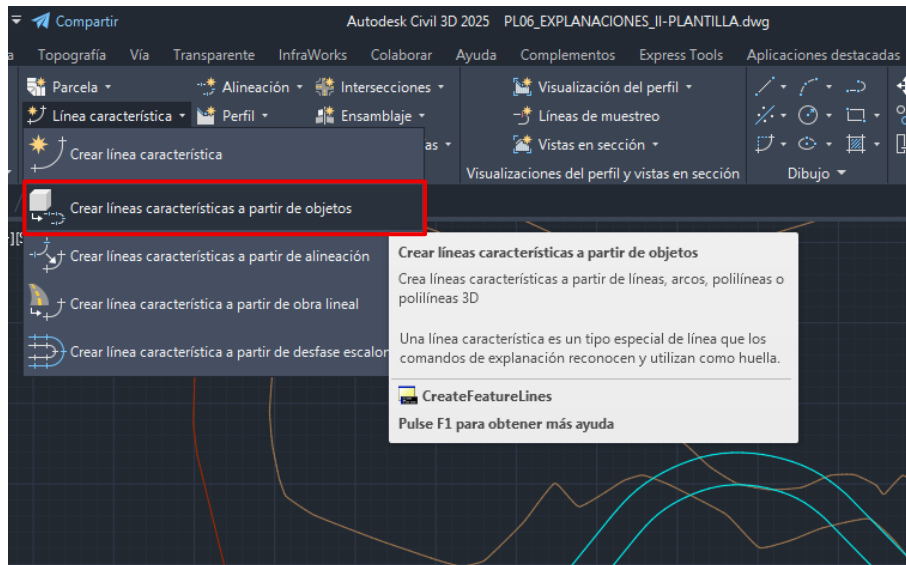 Compartir
Autodesk Civil 3D 2025 PL06_EXPLANACIONES_II-PLANTILLA.dwg
Topografía Vía Transparente InfraWorks Colaborar Ayuda Complementos Express Tools Aplicaciones destacadas
Parcela Alineación Intersecciones Visualización del perfil
Línea característica Perfil Ensamblaje Líneas de muestreo
Crear línea característica as Vistas en sección
Visualizaciones del perfil y vistas en sección Dibujo
Crear líneas características a partir de objetos
Crear líneas características a partir de alineación
Crear línea característica a partir de obra lineal
Crear línea característica a partir de desfase escalon
Crear líneas características a partir de objetos
Crea líneas características a partir de líneas, arcos, polilíneas o
polilíneas 3D
Una línea característica es un tipo especial de línea que los
comandos de explanación reconocen y utilizan como huella.
CreateFeatureLines
Pulse F1 para obtener más ayuda